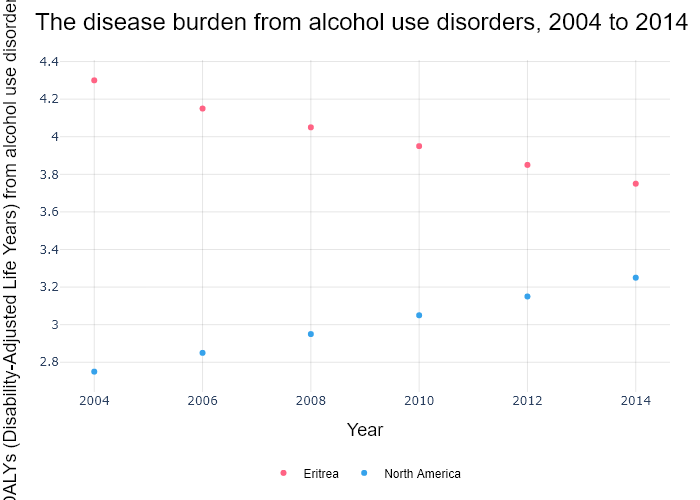 The disease burden from alcohol use disorders, 2004 to 2014
DALYs (Disability-Adjusted Life Years) from alcohol use disorder
4.4
4.2
4
3.8
3.6
3.4
3.2
3
2.8
2004 2006 2008 2010 2012 2014
Year
Eritrea North America